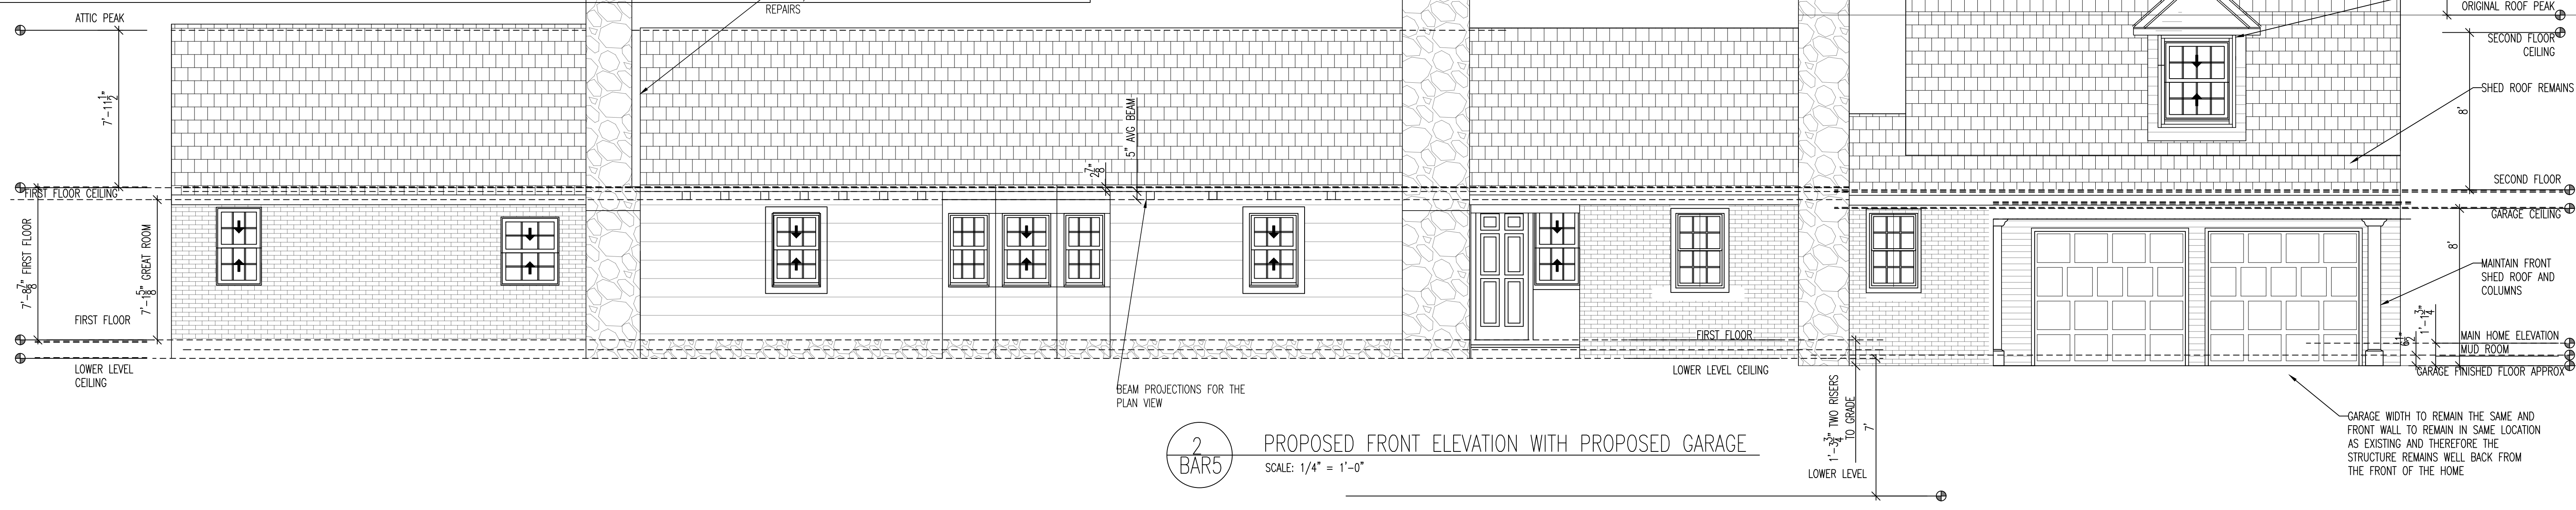 REPAIRS
ATTIC PEAK
7'-11 1/2"
FIRST FLOOR CEILING
7'-8 7/8" FIRST FLOOR
7'-1 5/8" GREAT ROOM
FIRST FLOOR
LOWER LEVEL
CEILING
2 7/8"
5" AVG BEAM
BEAM PROJECTIONS FOR THE
PLAN VIEW
FIRST FLOOR
LOWER LEVEL CEILING
1'-3 3/4" TWO RISERS
TO GRADE
7'
LOWER LEVEL
ORIGINAL ROOF PEAK
SECOND FLOOR
CEILING
SHED ROOF REMAINS
8'
SECOND FLOOR
GARAGE CEILING
8'
MAINTAIN FRONT
SHED ROOF AND
COLUMNS
1'-1 3/4"
6 1/2"
MAIN HOME ELEVATION
MUD ROOM
GARAGE FINISHED FLOOR APPROX
GARAGE WIDTH TO REMAIN THE SAME AND
FRONT WALL TO REMAIN IN SAME LOCATION
AS EXISTING AND THEREFORE THE
STRUCTURE REMAINS WELL BACK FROM
THE FRONT OF THE HOME
2
BAR5
PROPOSED FRONT ELEVATION WITH PROPOSED GARAGE
SCALE: 1/4" = 1'-0"